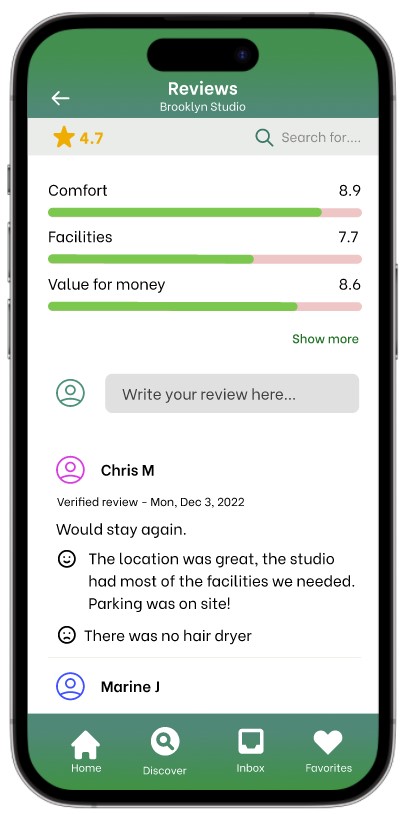 Reviews
Brooklyn Studio
4.7
Search for....
Comfort 8.9
Facilities 7.7
Value for money 8.6
Show more
Write your review here...
Chris M
Verified review - Mon, Dec 3, 2022
Would stay again.
The location was great, the studio
had most of the facilities we needed.
Parking was on site!
There was no hair dryer
Marine J
Home Discover Inbox Favorites